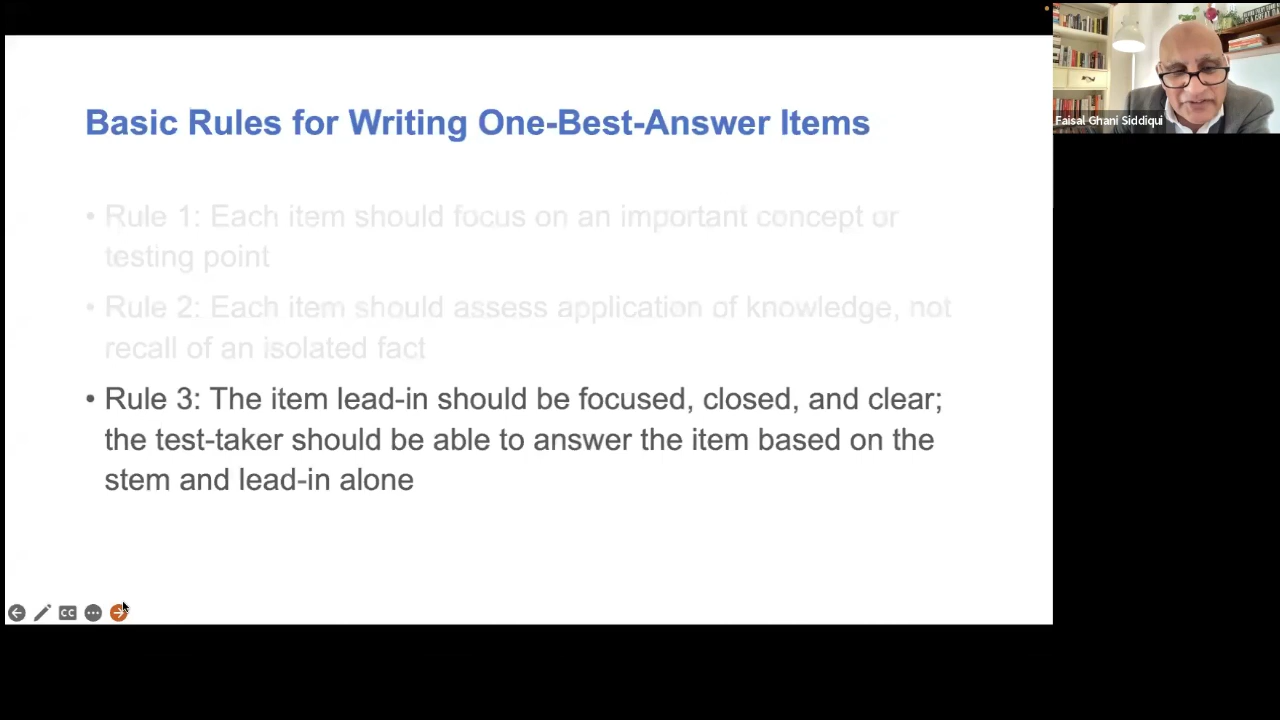 Basic Rules for Writing One-Best-Answer Items
• Rule 1: Each item should focus on an important concept or
testing point
• Rule 2: Each item should assess application of knowledge, not
recall of an isolated fact
• Rule 3: The item lead-in should be focused, closed, and clear;
the test-taker should be able to answer the item based on the
stem and lead-in alone
CC
Faisal Ghani Siddiqui